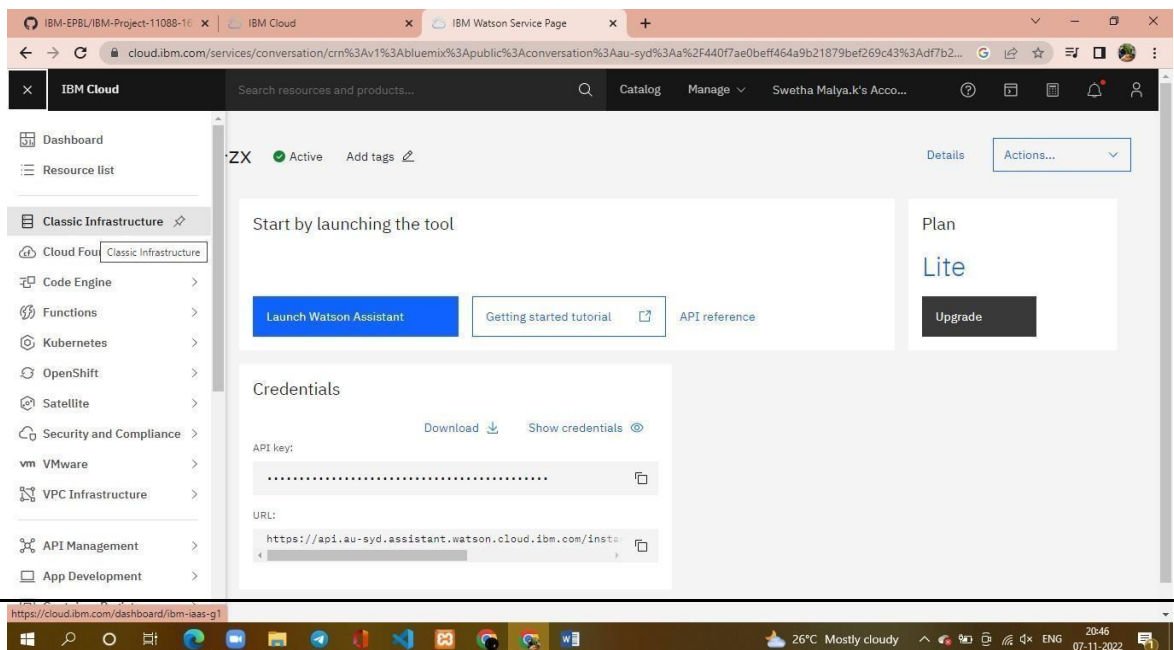 IBM-EPBL/IBM-Project-11088-16
IBM Cloud
IBM Watson Service Page
cloud.ibm.com/services/conversation/crn%3Av1%3Abluemix%3Apublic%3Aconversation%3Aau-syd%3Aa%2F440f7ae0beff464a9b21879bef269c43%3Adf7b2...
IBM Cloud
Search resources and products...
Catalog
Manage
Swetha Malya.k's Acco...
Dashboard
Resource list
Classic Infrastructure
Cloud Fou
Classic Infrastructure
Code Engine
Functions
Kubernetes
OpenShift
Satellite
Security and Compliance
vm VMware
VPC Infrastructure
API Management
App Development
zx
Active
Add tags
Details
Actions...
Start by launching the tool
Launch Watson Assistant
Getting started tutorial
API reference
Plan
Lite
Upgrade
Credentials
Download
Show credentials
API key:
URL:
https://api.au-syd.assistant.watson.cloud.ibm.com/insta
https://cloud.ibm.com/dashboard/ibm-iaas-g1
26°C Mostly cloudy
ENG
20:46
07-11-2022